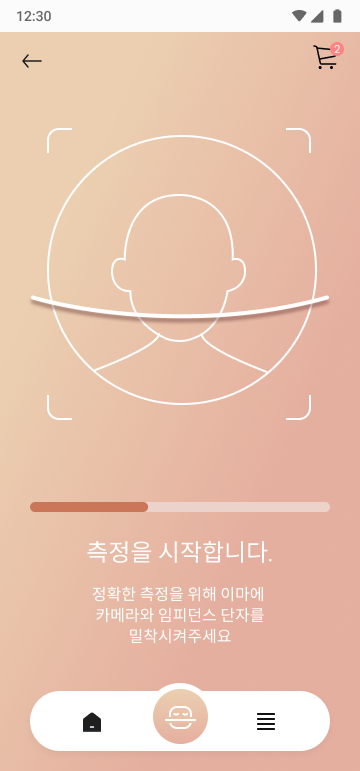 12:30
2
측정을 시작합니다.
정확한 측정을 위해 이마에
카메라와 임피던스 단자를
밀착시켜주세요